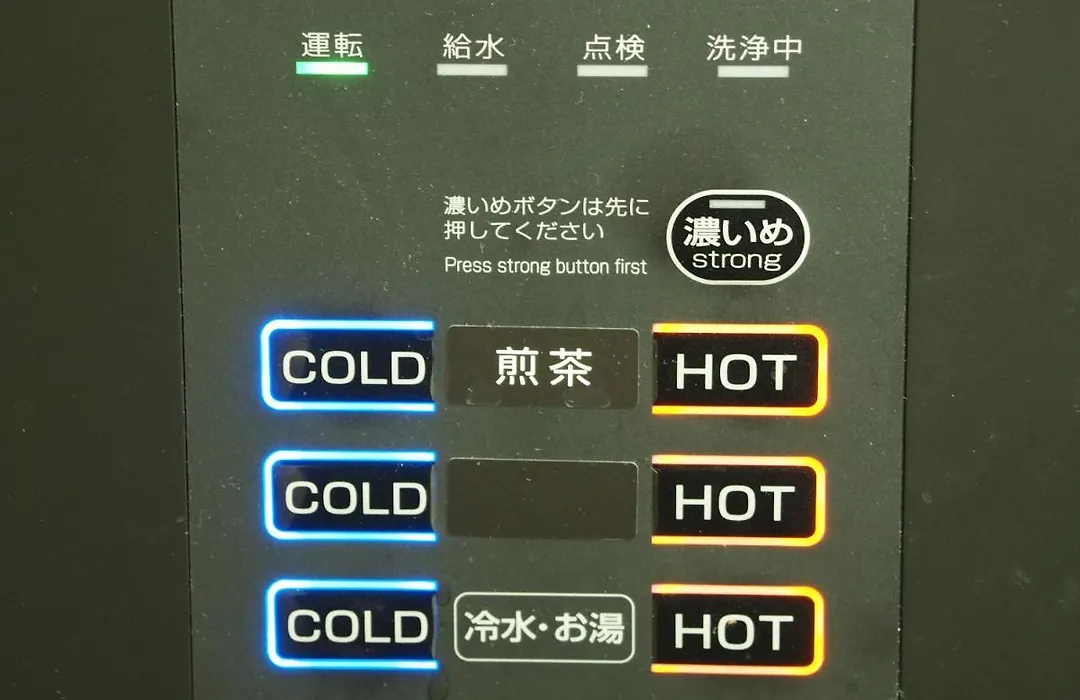 運転 給水 点検 洗浄中
濃いめボタンは先に
押してください
Press strong button first
濃いめ
strong
COLD 煎茶 HOT
COLD HOT
COLD 冷水・お湯 HOT